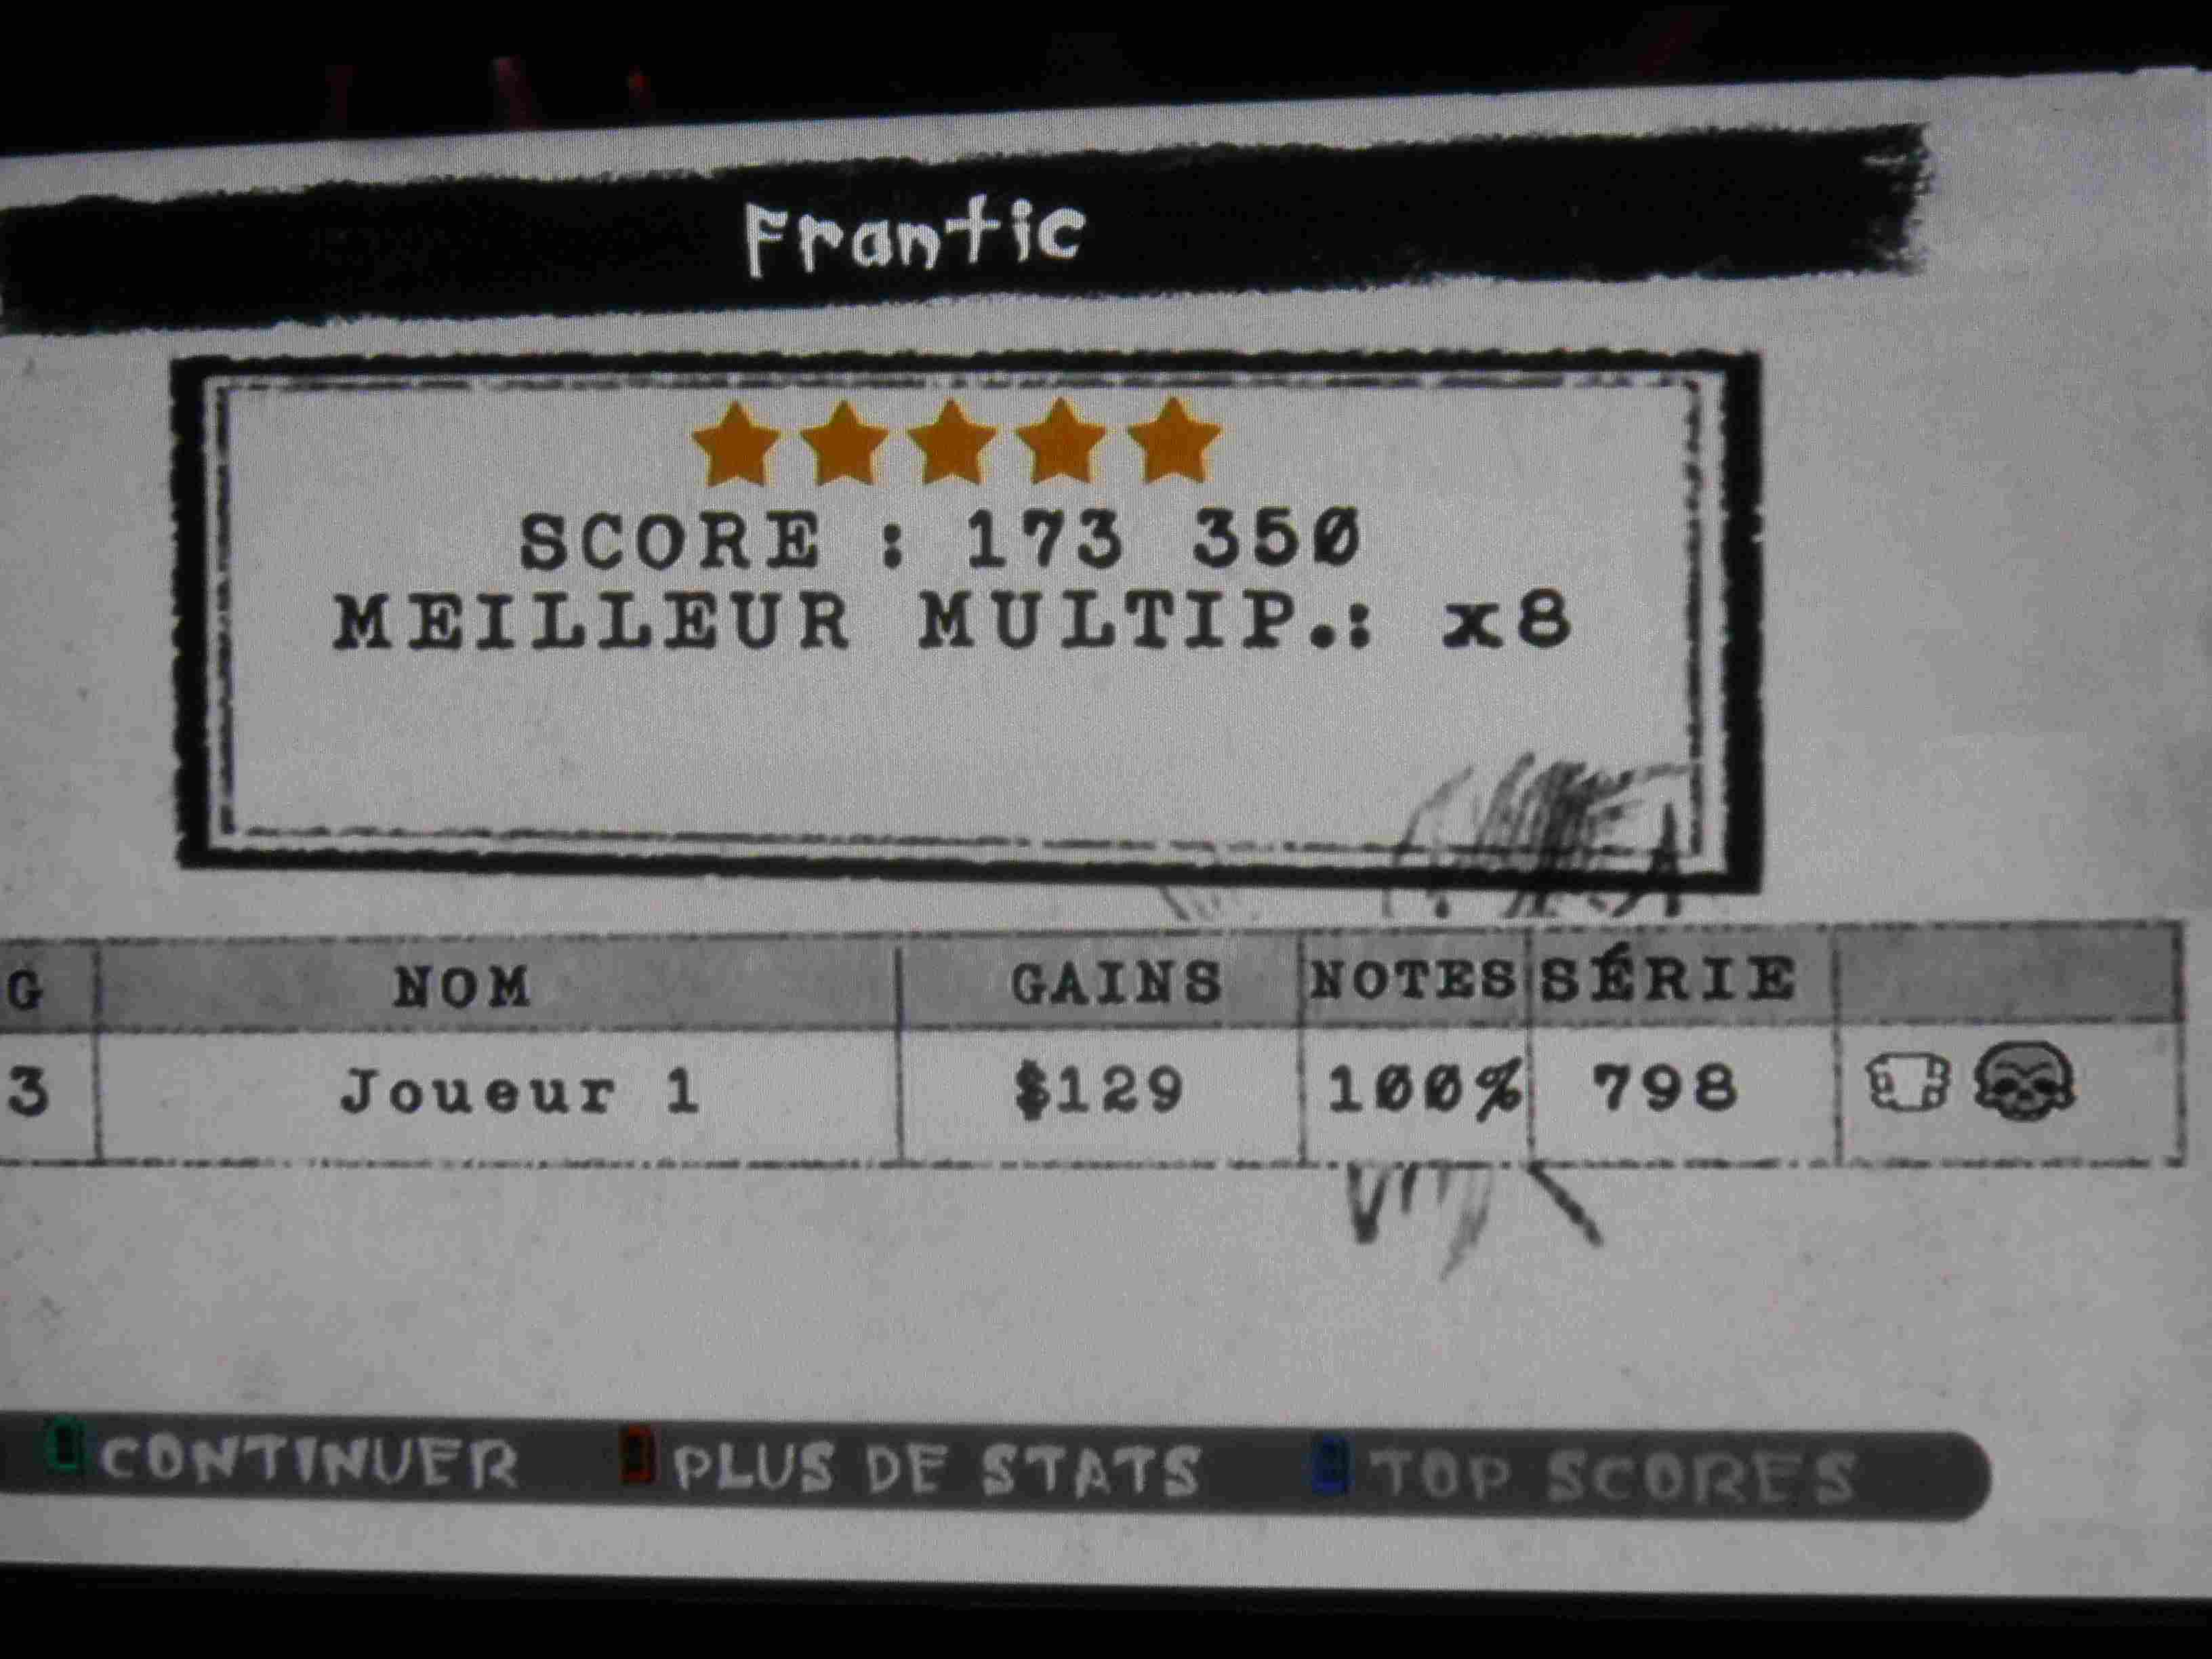 Frantic
SCORE : 173 350
MEILLEUR MULTIP.: x8
G NOM GAINS NOTES SÉRIE
3 Joueur 1 $129 100% 798
CONTINUER PLUS DE STATS TOP SCORES